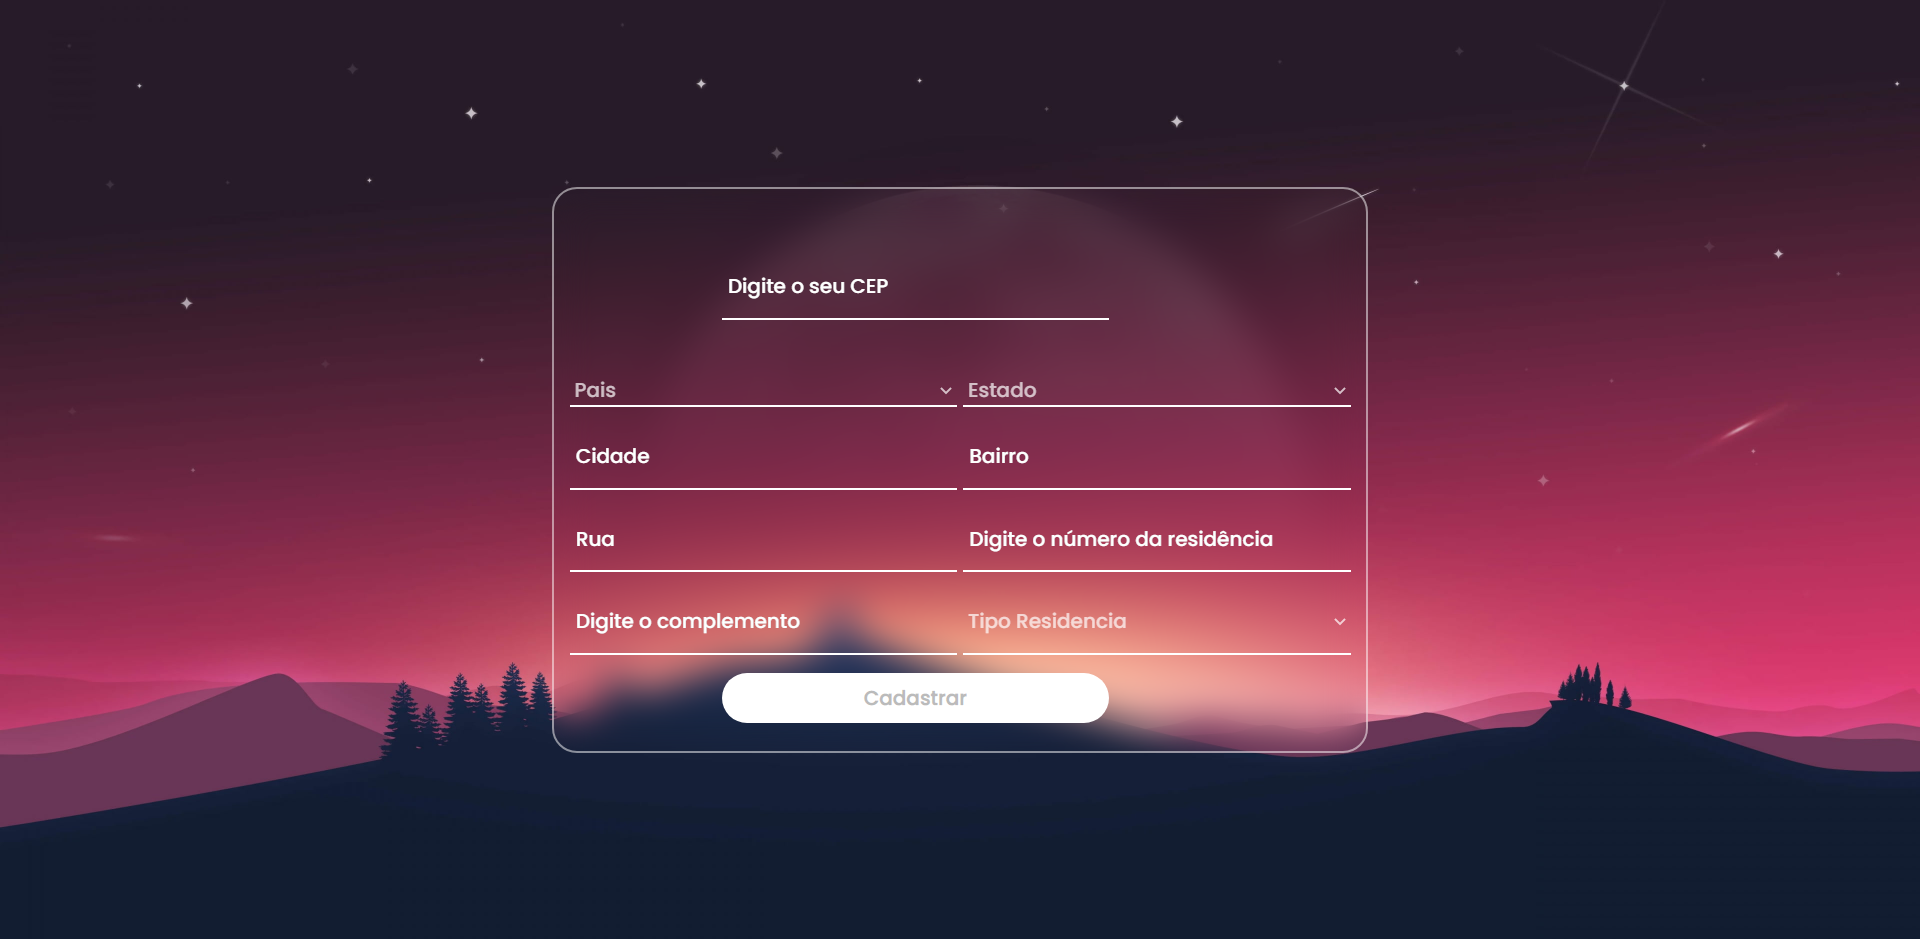 Digite o seu CEP
Pais
Estado
Cidade
Bairro
Rua
Digite o número da residência
Digite o complemento
Tipo Residencia
Cadastrar